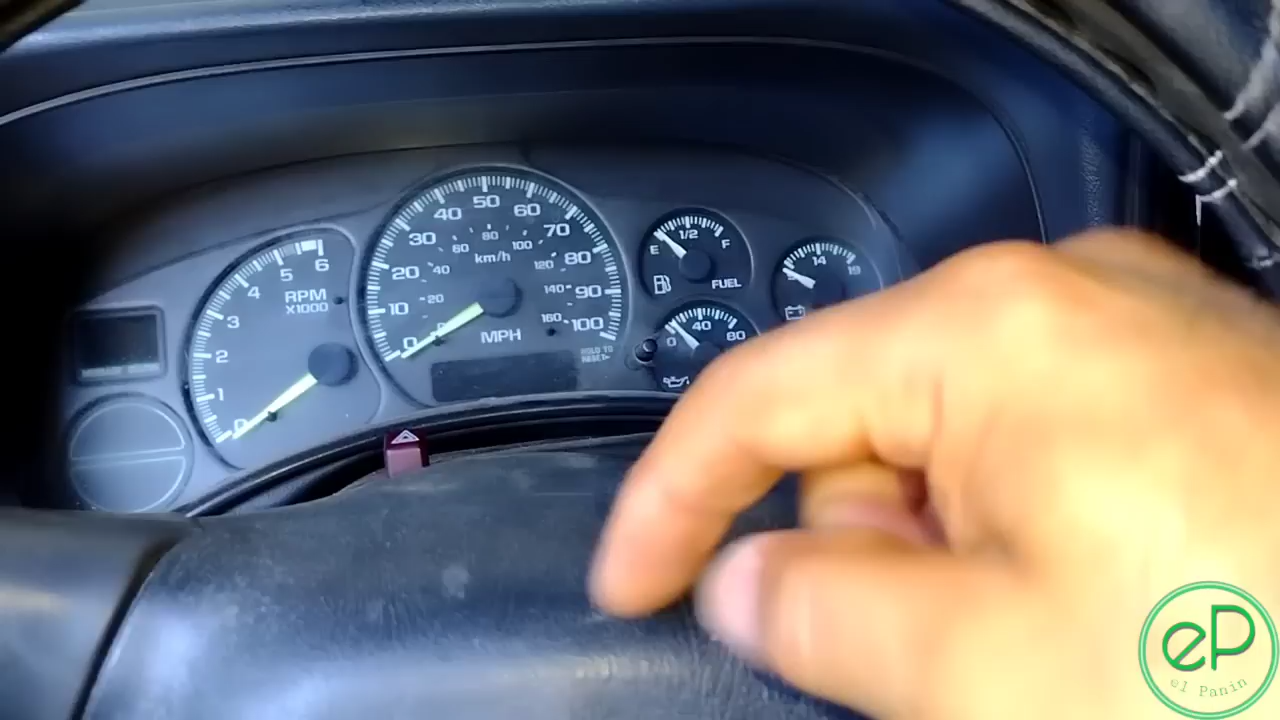 0 1 2 3 4 5 6
RPM
X1000
0 10 20 30 40 50 60 70 80 90 100
20 40 60 80 100 120 140 160
km/h
MPH
HOLD TO
RESET
E 1/2 F
FUEL
14 19
0 40 80
eP
el Panin